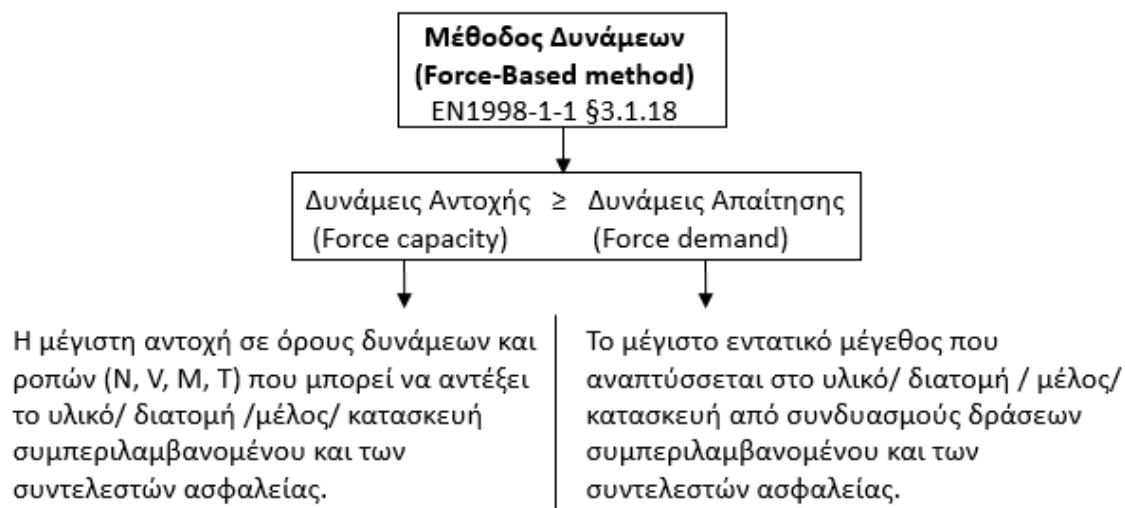 Μέθοδος Δυνάμεων
(Force-Based method)
EN1998-1-1 §3.1.18
Δυνάμεις Αντοχής ≥ Δυνάμεις Απαίτησης
(Force capacity) (Force demand)
Η μέγιστη αντοχή σε όρους δυνάμεων και
ροπών (N, V, M, T) που μπορεί να αντέξει
το υλικό/ διατομή /μέλος/ κατασκευή
συμπεριλαμβανομένου και των
συντελεστών ασφαλείας.
Το μέγιστο εντατικό μέγεθος που
αναπτύσσεται στο υλικό/ διατομή / μέλος/
κατασκευή από συνδυασμούς δράσεων
συμπεριλαμβανομένου και των
συντελεστών ασφαλείας.